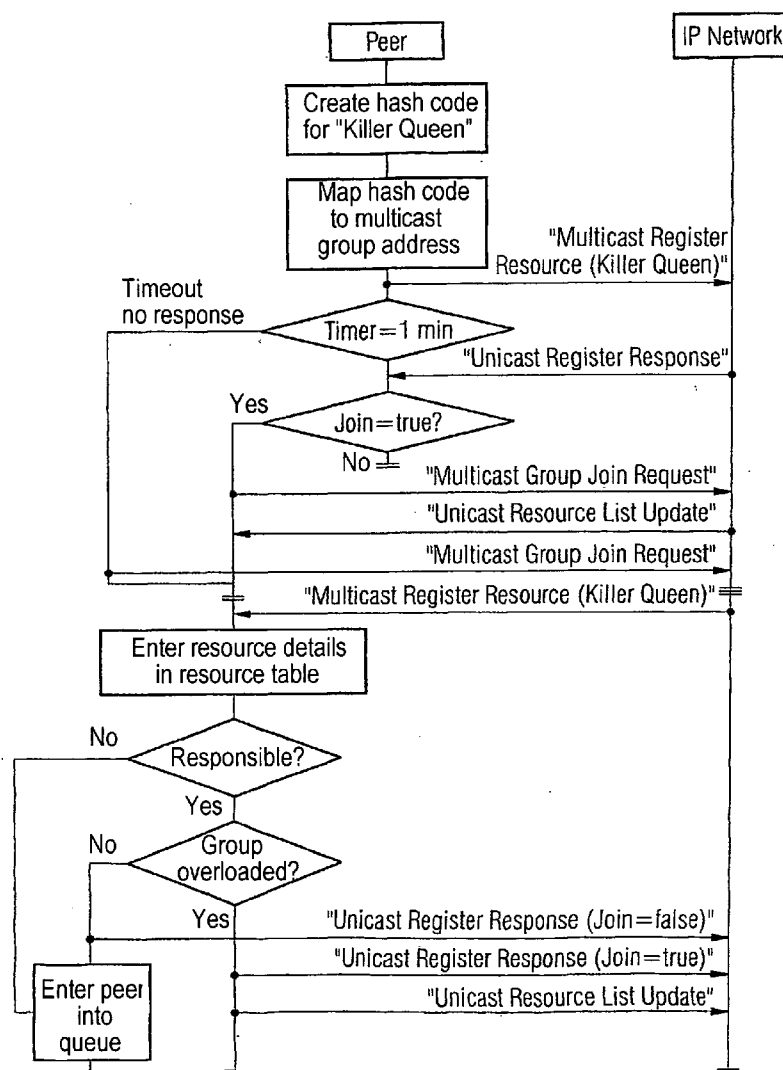 Peer
IP Network
Create hash code
for "Killer Queen"
Map hash code
to multicast
group address
"Multicast Register
Resource (Killer Queen)"
Timeout
no response
Timer=1 min
"Unicast Register Response"
Yes
Join=true?
No
"Multicast Group Join Request"
"Unicast Resource List Update"
"Multicast Group Join Request"
"Multicast Register Resource (Killer Queen)"
Enter resource details
in resource table
No
Responsible?
Yes
No
Group
overloaded?
Yes
"Unicast Register Response (Join=false)"
"Unicast Register Response (Join=true)"
Enter peer
into
queue
"Unicast Resource List Update"